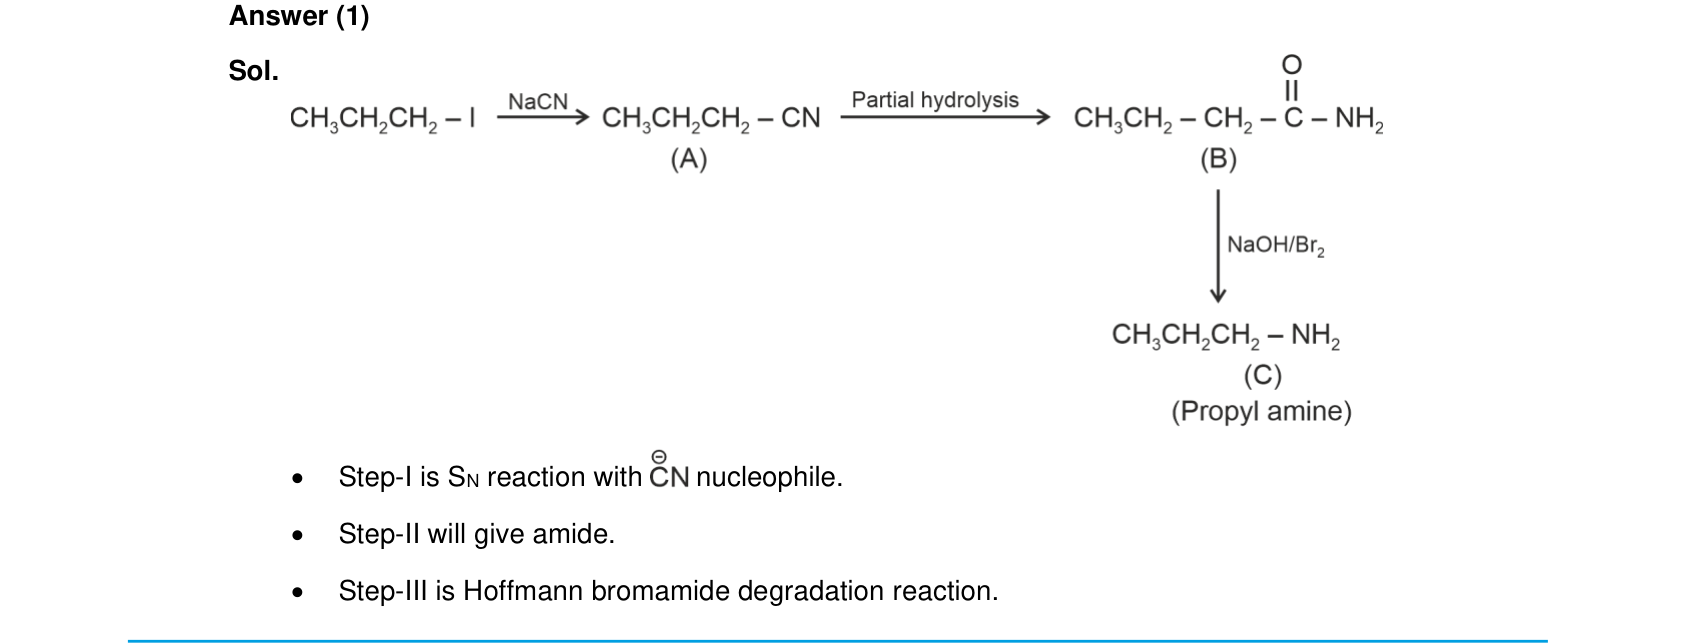 Answer (1)
Sol.
CH₃CH₂CH₂ – I NaCN CH₃CH₂CH₂ – CN Partial hydrolysis CH₃CH₂ – CH₂ – C – NH₂
O
(A) (B)
NaOH/Br₂
CH₃CH₂CH₂ – NH₂
(C)
(Propyl amine)
• Step-I is SN reaction with C⊖N nucleophile.
• Step-II will give amide.
• Step-III is Hoffmann bromamide degradation reaction.